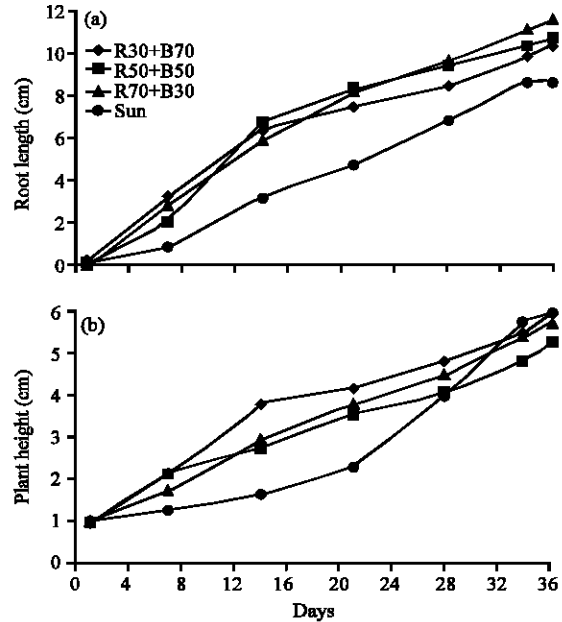 (a)
R30+B70
R50+B50
R70+B30
Sun
Root length (cm)
12
10
8
6
4
2
0
(b)
Plant height (cm)
6
5
4
3
2
1
0
0 4 8 12 16 20 24 28 32 36
Days